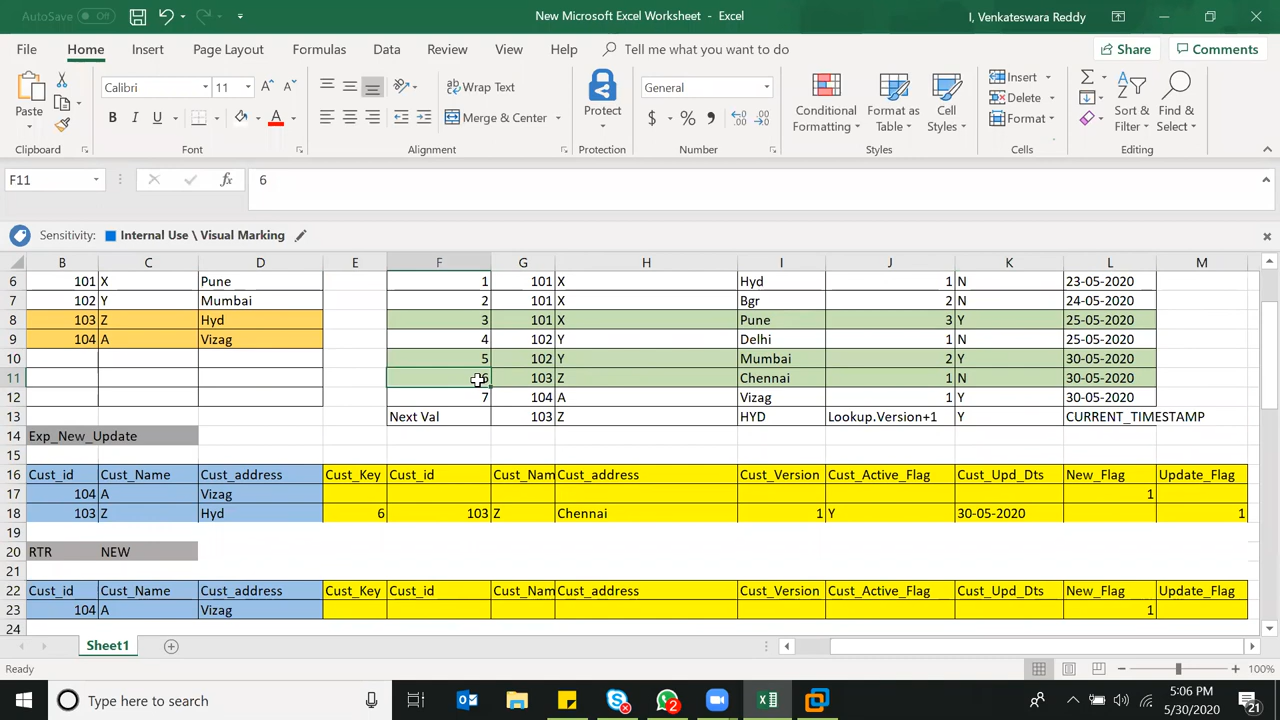 AutoSave Off New Microsoft Excel Worksheet - Excel I, Venkateswara Reddy
File Home Insert Page Layout Formulas Data Review View Help Tell me what you want to do Share Comments
Paste Calibri 11 A A Wrap Text General Conditional Formatting Format as Table Cell Styles Insert Delete Format Sort & Filter Find & Select
B I U A Merge & Center Protect $ %
Clipboard Font Alignment Protection Number Styles Cells Editing
F11 fx 6
Sensitivity: Internal Use \ Visual Marking
B C D E F G H I J K L M
6 101 X Pune 1 101 X Hyd 1 N 23-05-2020
7 102 Y Mumbai 2 101 X Bgr 2 N 24-05-2020
8 103 Z Hyd 3 101 X Pune 3 Y 25-05-2020
9 104 A Vizag 4 102 Y Delhi 1 N 25-05-2020
10 5 102 Y Mumbai 2 Y 30-05-2020
11 6 103 Z Chennai 1 N 30-05-2020
12 7 104 A Vizag 1 Y 30-05-2020
13 Next Val 103 Z HYD Lookup.Version+1 Y CURRENT_TIMESTAMP
14 Exp_New_Update
15
16 Cust_id Cust_Name Cust_address Cust_Key Cust_id Cust_Nam Cust_address Cust_Version Cust_Active_Flag Cust_Upd_Dts New_Flag Update_Flag
17 104 A Vizag 1
18 103 Z Hyd 6 103 Z Chennai 1 Y 30-05-2020 1
19
20 RTR NEW
21
22 Cust_id Cust_Name Cust_address Cust_Key Cust_id Cust_Nam Cust_address Cust_Version Cust_Active_Flag Cust_Upd_Dts New_Flag Update_Flag
23 104 A Vizag 1
24
Sheet1
Ready 100%
Type here to search 2 5:06 PM
5/30/2020 21